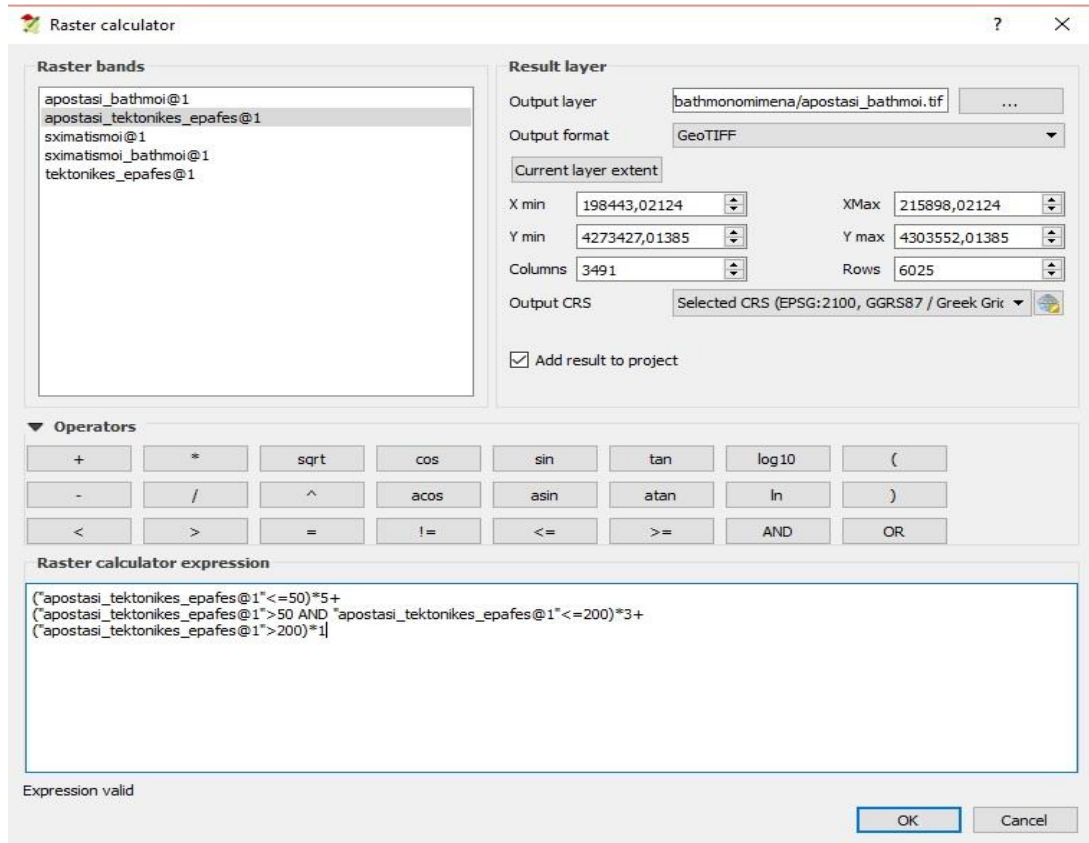 Raster calculator
?
Raster bands
apostasi_bathmoi@1
apostasi_tektonikes_epafes@1
sximatismoi@1
sximatismoi_bathmoi@1
tektonikes_epafes@1
Result layer
Output layer bathmonomimena/apostasi_bathmoi.tif ...
Output format GeoTIFF
Current layer extent
X min 198443,02124 XMax 215898,02124
Y min 4273427,01385 Y max 4303552,01385
Columns 3491 Rows 6025
Output CRS Selected CRS (EPSG:2100, GGRS87 / Greek Gric
Add result to project
Operators
+ * sqrt cos sin tan log10 (
- / ^ acos asin atan ln )
< > = != <= >= AND OR
Raster calculator expression
("apostasi_tektonikes_epafes@1"<=50)*5+
("apostasi_tektonikes_epafes@1">50 AND "apostasi_tektonikes_epafes@1"<=200)*3+
("apostasi_tektonikes_epafes@1">200)*1
Expression valid
OK Cancel